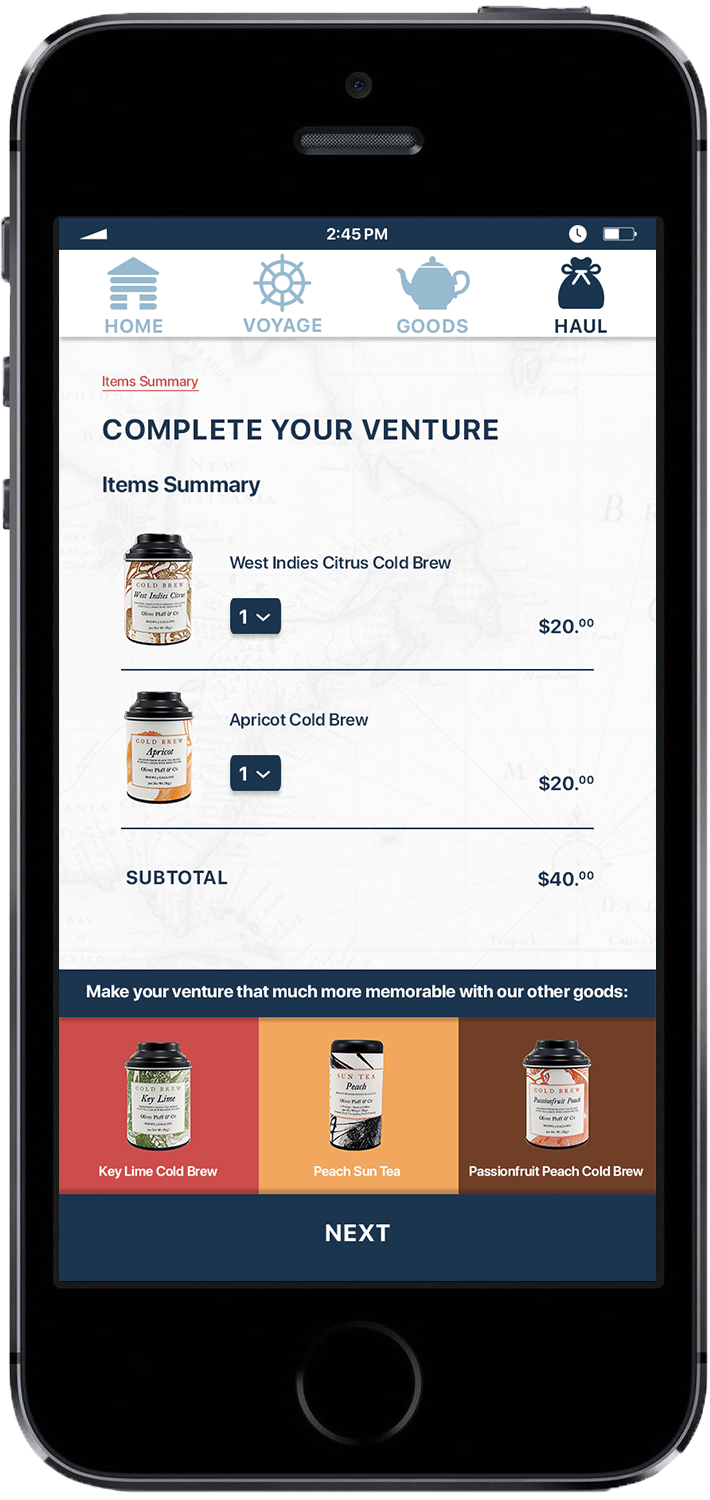 2:45 PM
HOME
VOYAGE
GOODS
HAUL
Items Summary
COMPLETE YOUR VENTURE
Items Summary
NEW
BRITANIA
B R
COLD BREW
West Indies Citrus
Oliver Pluff & Co
West Indies Citrus Cold Brew
1
$20.00
COLD BREW
Apricot
Oliver Pluff & Co
Apricot Cold Brew
1
$20.00
SUBTOTAL
$40.00
Make your venture that much more memorable with our other goods:
COLD BREW
Key Lime
Oliver Pluff & Co
Key Lime Cold Brew
SUN TEA
Peach
Oliver Pluff & Co
Peach Sun Tea
COLD BREW
Passionfruit Peach
Oliver Pluff & Co
Passionfruit Peach Cold Brew
NEXT